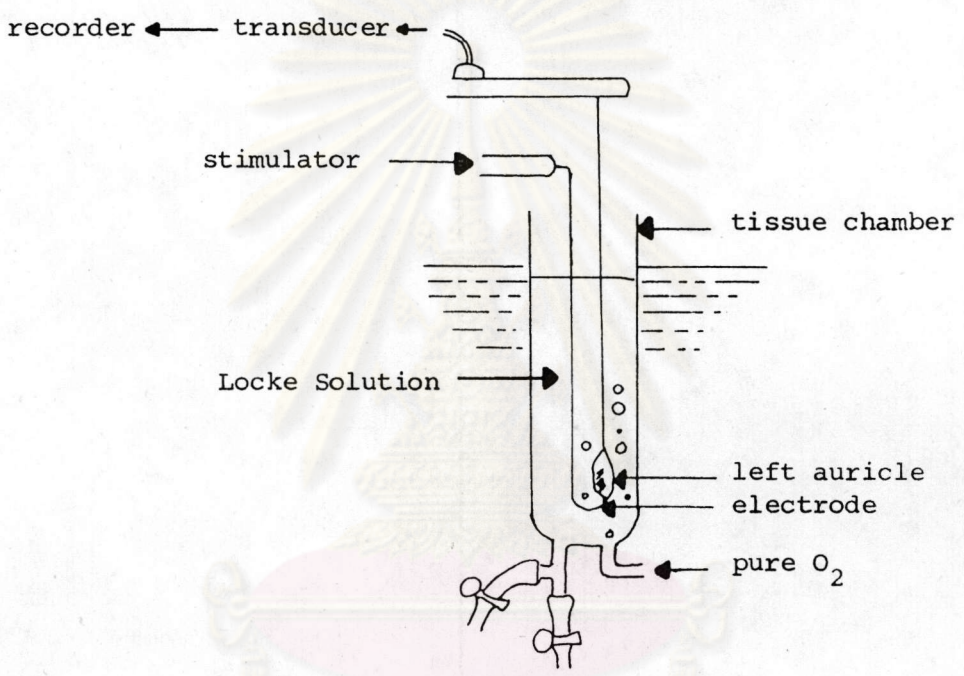 recorder ← transducer ←
stimulator
tissue chamber
Locke Solution
left auricle
electrode
pure O₂